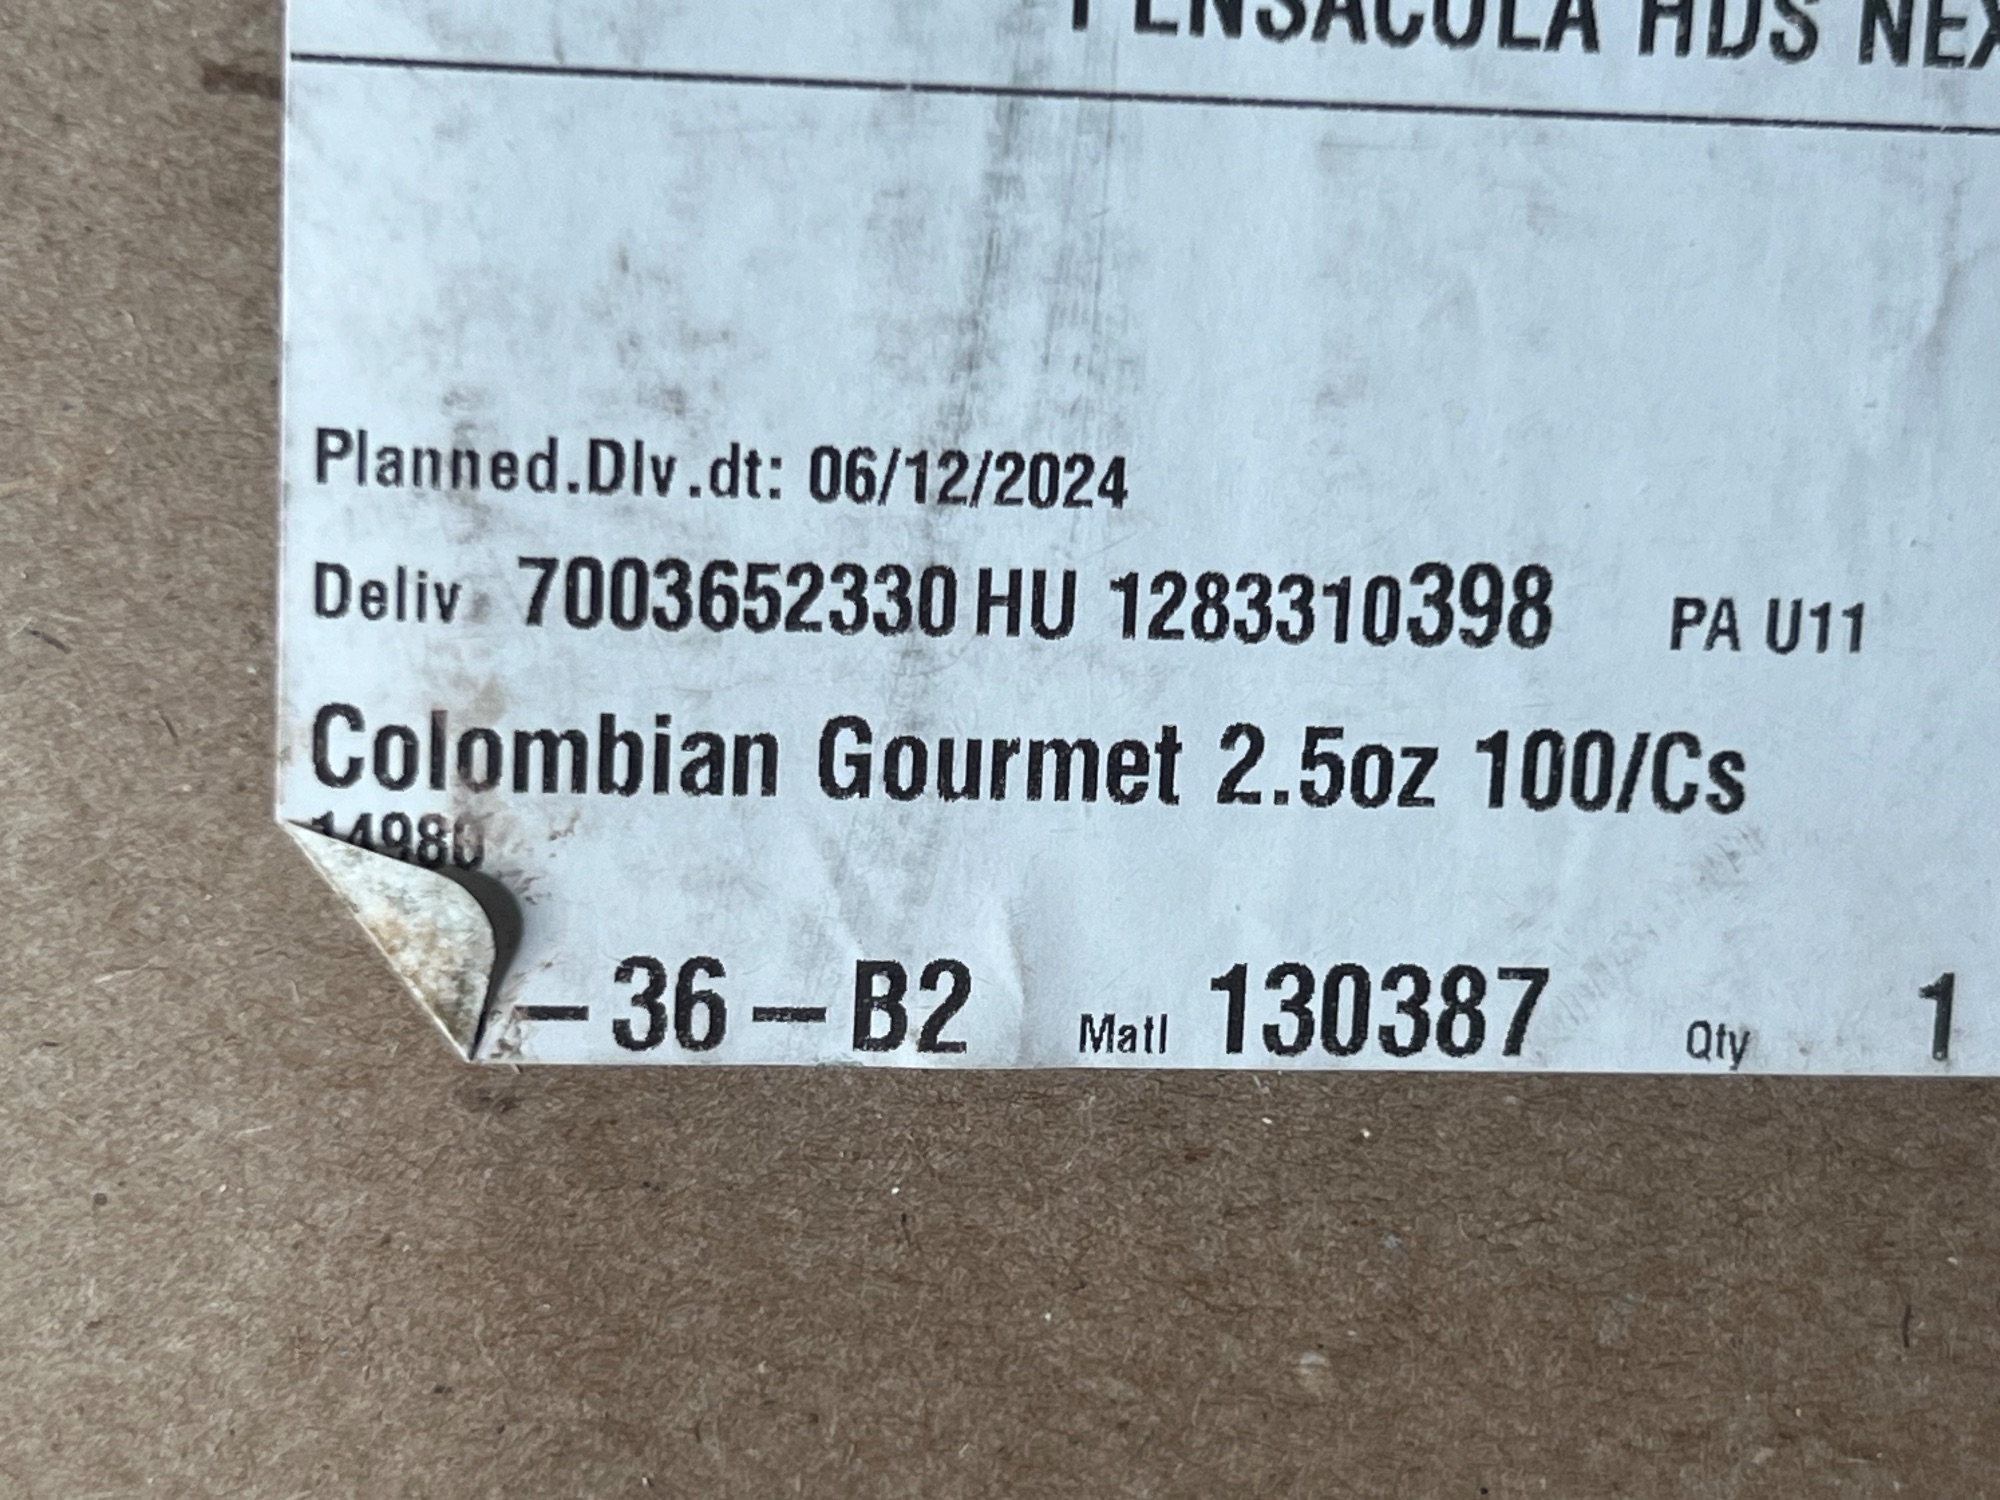 PENSACOLA HDS
Planned.Dlv.dt: 06/12/2024
Deliv 7003652330 HU 1283310398 PA U11
Colombian Gourmet 2.5oz 100/Cs
14980
– 36 – B2 Matl 130387 Qty 1